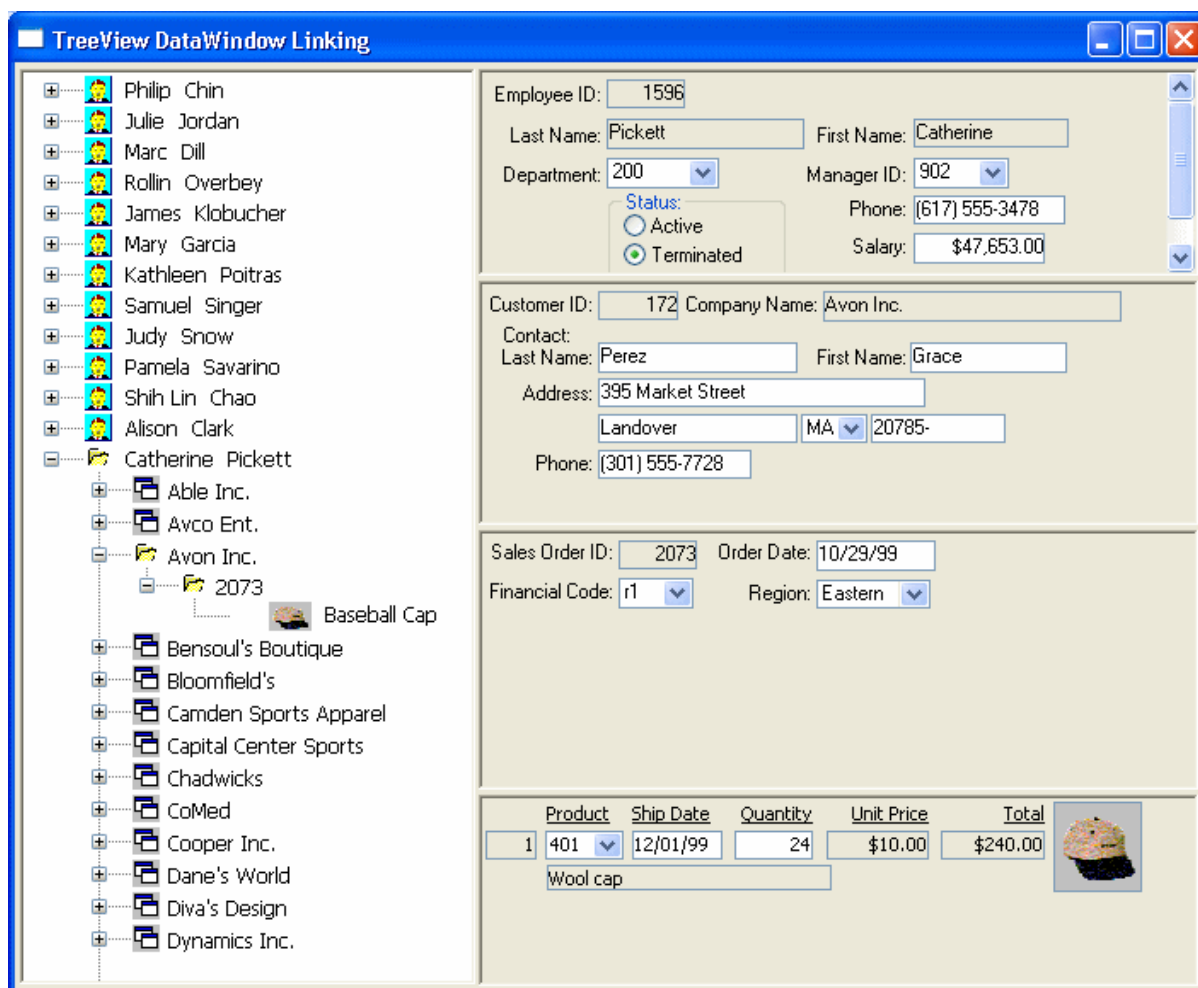 TreeView DataWindow Linking
Philip Chin
Julie Jordan
Marc Dill
Rollin Overbey
James Klobucher
Mary Garcia
Kathleen Poitras
Samuel Singer
Judy Snow
Pamela Savarino
Shih Lin Chao
Alison Clark
Catherine Pickett
Able Inc.
Avco Ent.
Avon Inc.
2073
Baseball Cap
Bensoul's Boutique
Bloomfield's
Camden Sports Apparel
Capital Center Sports
Chadwicks
CoMed
Cooper Inc.
Dane's World
Diva's Design
Dynamics Inc.
Employee ID: 1596
Last Name: Pickett First Name: Catherine
Department: 200 Manager ID: 902
Status: Phone: (617) 555-3478
Active
Terminated Salary: $47,653.00
Customer ID: 172 Company Name: Avon Inc.
Contact:
Last Name: Perez First Name: Grace
Address: 395 Market Street
Landover MA 20785-
Phone: (301) 555-7728
Sales Order ID: 2073 Order Date: 10/29/99
Financial Code: r1 Region: Eastern
Product Ship Date Quantity Unit Price Total
1 401 12/01/99 24 $10.00 $240.00
Wool cap